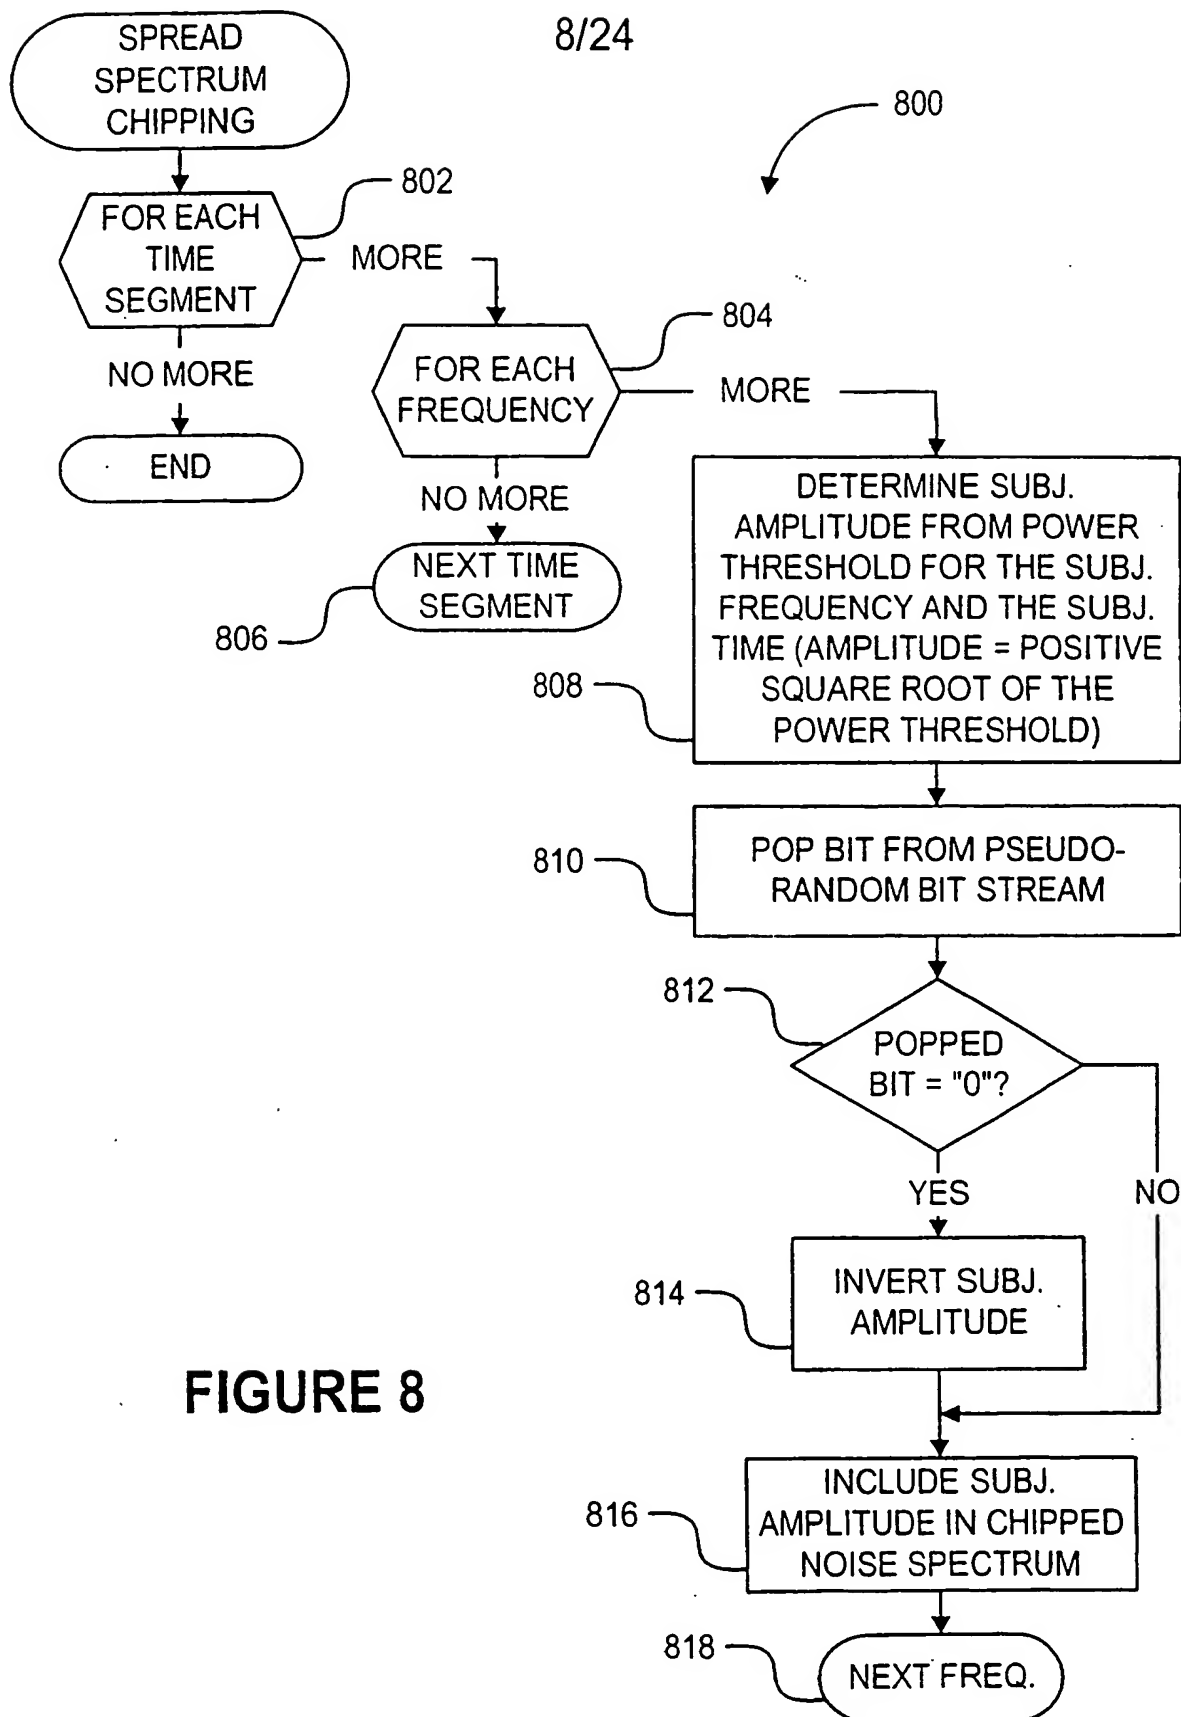 8/24
SPREAD
SPECTRUM
CHIPPING
800
802
FOR EACH
TIME
SEGMENT
MORE
NO MORE
END
804
FOR EACH
FREQUENCY
MORE
NO MORE
NEXT TIME
SEGMENT
806
DETERMINE SUBJ.
AMPLITUDE FROM POWER
THRESHOLD FOR THE SUBJ.
FREQUENCY AND THE SUBJ.
TIME (AMPLITUDE = POSITIVE
SQUARE ROOT OF THE
POWER THRESHOLD)
808
POP BIT FROM PSEUDO-
RANDOM BIT STREAM
810
812
POPPED
BIT = "0"?
YES
NO
INVERT SUBJ.
AMPLITUDE
814
FIGURE 8
INCLUDE SUBJ.
AMPLITUDE IN CHIPPED
NOISE SPECTRUM
816
818
NEXT FREQ.